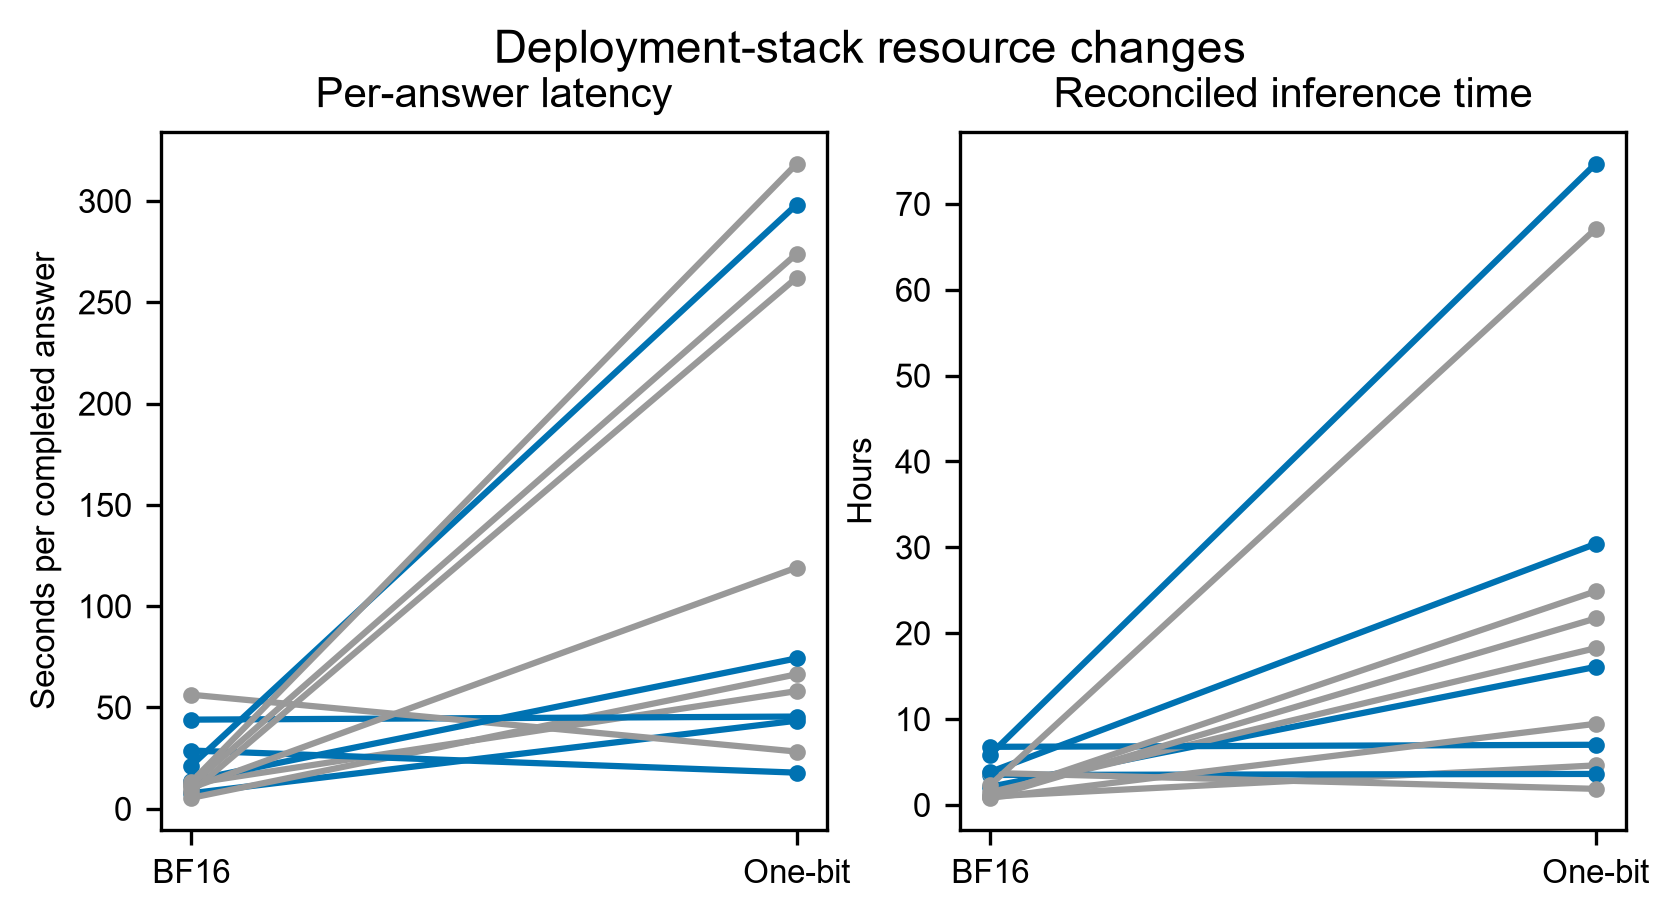 Deployment-stack resource changes
Per-answer latency
Seconds per completed answer
300
250
200
150
100
50
0
BF16
One-bit
Reconciled inference time
Hours
70
60
50
40
30
20
10
0
BF16
One-bit